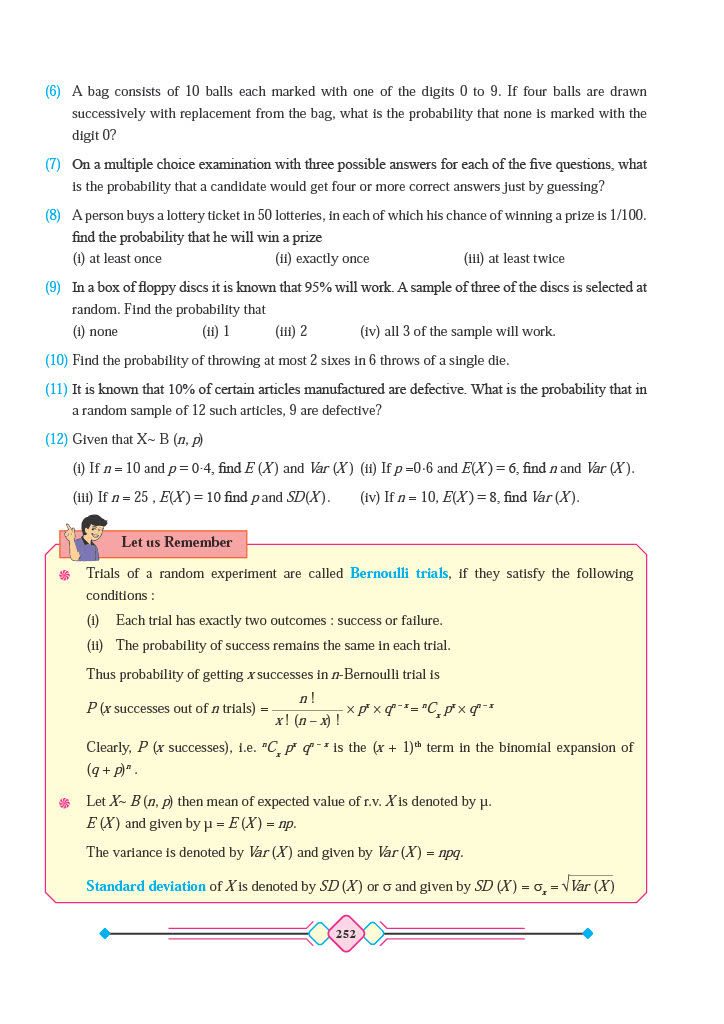 (6) A bag consists of 10 balls each marked with one of the digits 0 to 9. If four balls are drawn
successively with replacement from the bag, what is the probability that none is marked with the
digit 0?
(7) On a multiple choice examination with three possible answers for each of the five questions, what
is the probability that a candidate would get four or more correct answers just by guessing?
(8) A person buys a lottery ticket in 50 lotteries, in each of which his chance of winning a prize is 1/100.
find the probability that he will win a prize
(i) at least once (ii) exactly once (iii) at least twice
(9) In a box of floppy discs it is known that 95% will work. A sample of three of the discs is selected at
random. Find the probability that
(i) none (ii) 1 (iii) 2 (iv) all 3 of the sample will work.
(10) Find the probability of throwing at most 2 sixes in 6 throws of a single die.
(11) It is known that 10% of certain articles manufactured are defective. What is the probability that in
a random sample of 12 such articles, 9 are defective?
(12) Given that X~ B (n, p)
(i) If n = 10 and p = 0·4, find E (X) and Var (X) (ii) If p =0·6 and E(X) = 6, find n and Var (X).
(iii) If n = 25 , E(X) = 10 find p and SD(X). (iv) If n = 10, E(X) = 8, find Var (X).
Let us Remember
Trials of a random experiment are called Bernoulli trials, if they satisfy the following
conditions :
(i) Each trial has exactly two outcomes : success or failure.
(ii) The probability of success remains the same in each trial.
Thus probability of getting x successes in n-Bernoulli trial is
P (x successes out of n trials) = n ! / x ! (n – x) ! × pˣ × qⁿ⁻ˣ = ⁿCₓ pˣ × qⁿ⁻ˣ
Clearly, P (x successes), i.e. ⁿCₓ pˣ qⁿ⁻ˣ is the (x + 1)ᵗʰ term in the binomial expansion of
(q + p)ⁿ .
Let X~ B (n, p) then mean of expected value of r.v. X is denoted by μ.
E (X) and given by μ = E (X) = np.
The variance is denoted by Var (X) and given by Var (X) = npq.
Standard deviation of X is denoted by SD (X) or σ and given by SD (X) = σₓ = √Var (X)
252